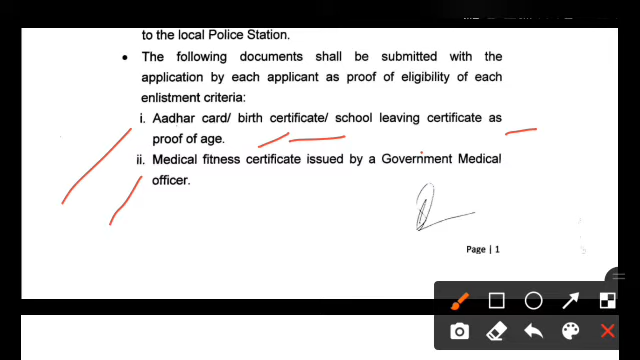 to the local Police Station.
• The following documents shall be submitted with the
application by each applicant as proof of eligibility of each
enlistment criteria:
i. Aadhar card/ birth certificate/ school leaving certificate as
proof of age.
ii. Medical fitness certificate issued by a Government Medical
officer.
Page | 1